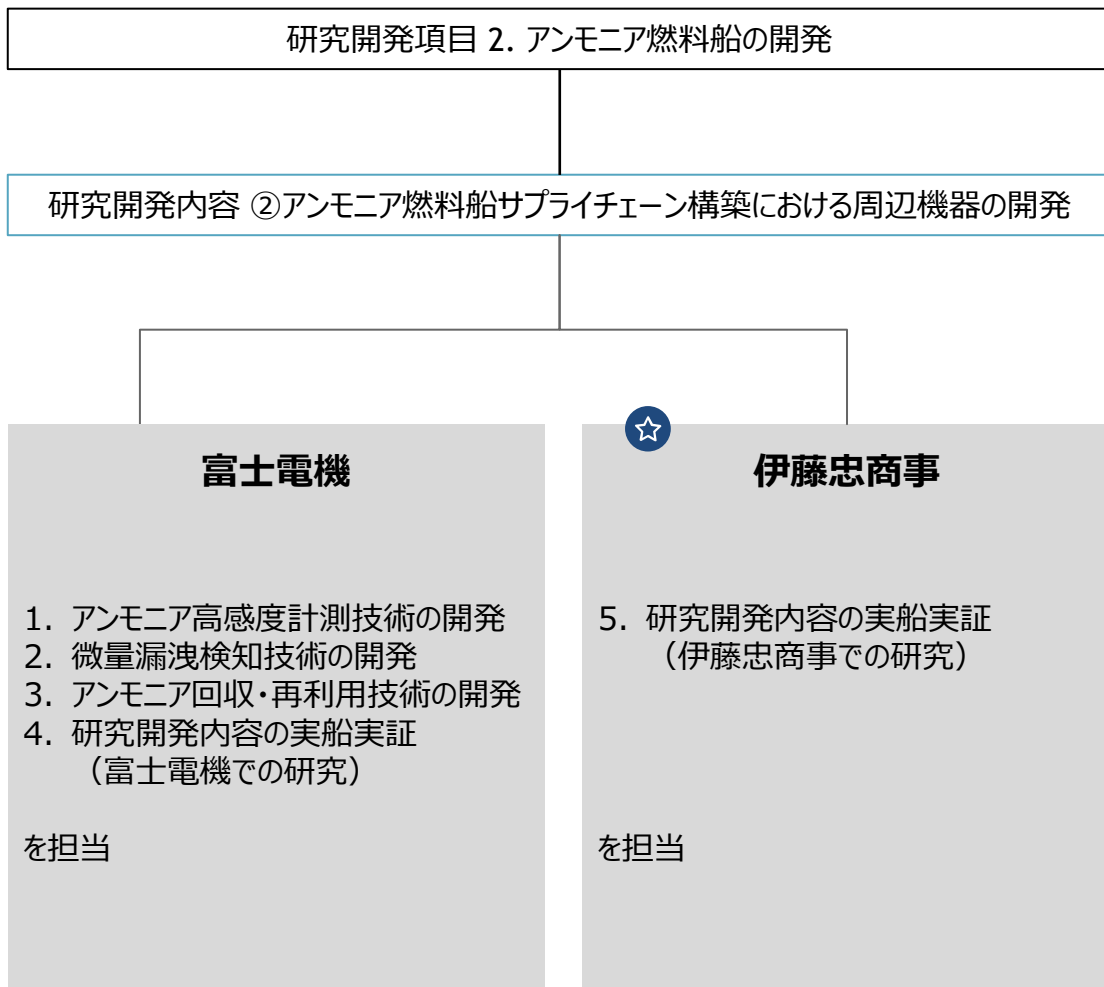 研究開発項目 2. アンモニア燃料船の開発
研究開発内容 ②アンモニア燃料船サプライチェーン構築における周辺機器の開発
富士電機
1. アンモニア高感度計測技術の開発
2. 微量漏洩検知技術の開発
3. アンモニア回収・再利用技術の開発
4. 研究開発内容の実船実証
（富士電機での研究）
を担当
伊藤忠商事
5. 研究開発内容の実船実証
（伊藤忠商事での研究）
を担当